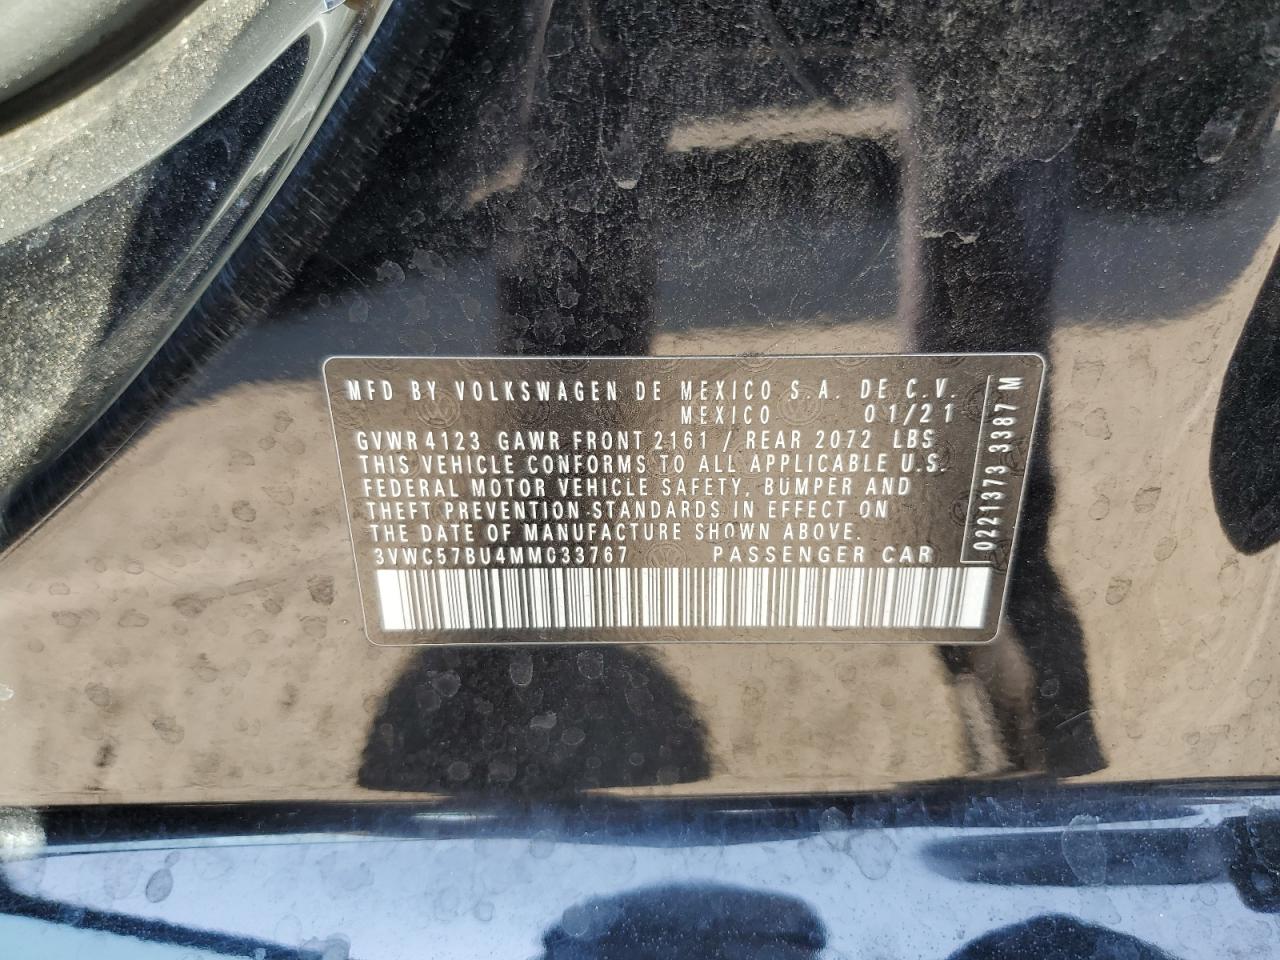 MFD BY VOLKSWAGEN DE MEXICO S.A. DE C.V.
MEXICO 01/21
GVWR 4123 GAWR FRONT 2161 / REAR 2072 LBS
THIS VEHICLE CONFORMS TO ALL APPLICABLE U.S.
FEDERAL MOTOR VEHICLE SAFETY, BUMPER AND
THEFT PREVENTION STANDARDS IN EFFECT ON
THE DATE OF MANUFACTURE SHOWN ABOVE.
3VWC57BU4MM033767 PASSENGER CAR
0221373 3387 M